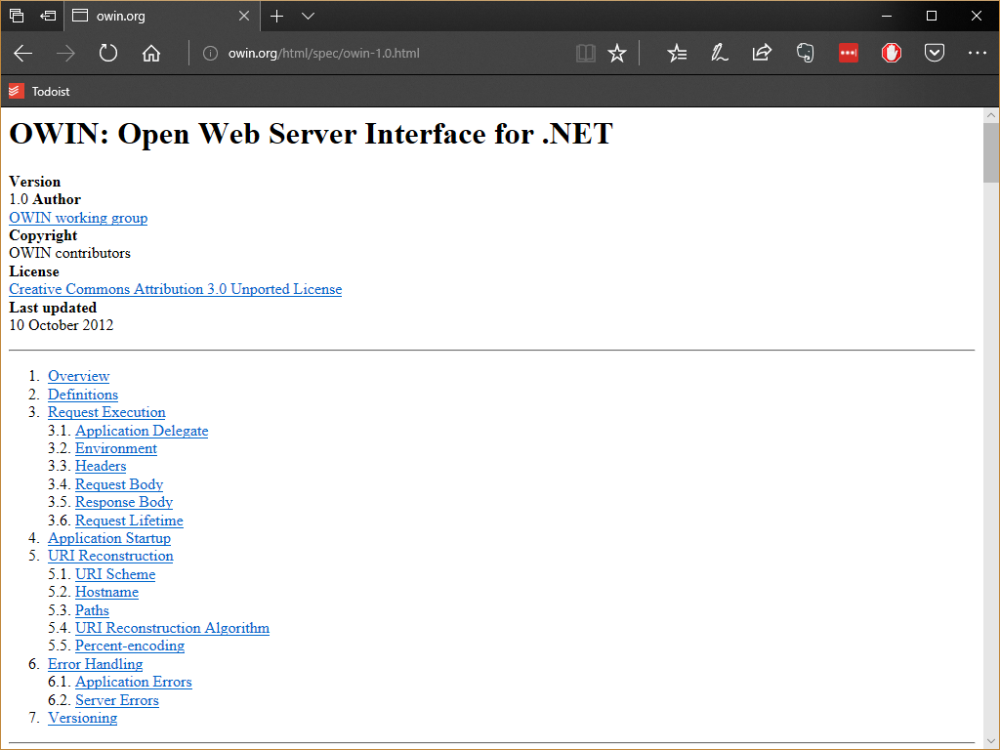 owin.org
owin.org/html/spec/owin-1.0.html
Todoist
OWIN: Open Web Server Interface for .NET
Version
1.0 Author
OWIN working group
Copyright
OWIN contributors
License
Creative Commons Attribution 3.0 Unported License
Last updated
10 October 2012
1. Overview
2. Definitions
3. Request Execution
3.1. Application Delegate
3.2. Environment
3.3. Headers
3.4. Request Body
3.5. Response Body
3.6. Request Lifetime
4. Application Startup
5. URI Reconstruction
5.1. URI Scheme
5.2. Hostname
5.3. Paths
5.4. URI Reconstruction Algorithm
5.5. Percent-encoding
6. Error Handling
6.1. Application Errors
6.2. Server Errors
7. Versioning